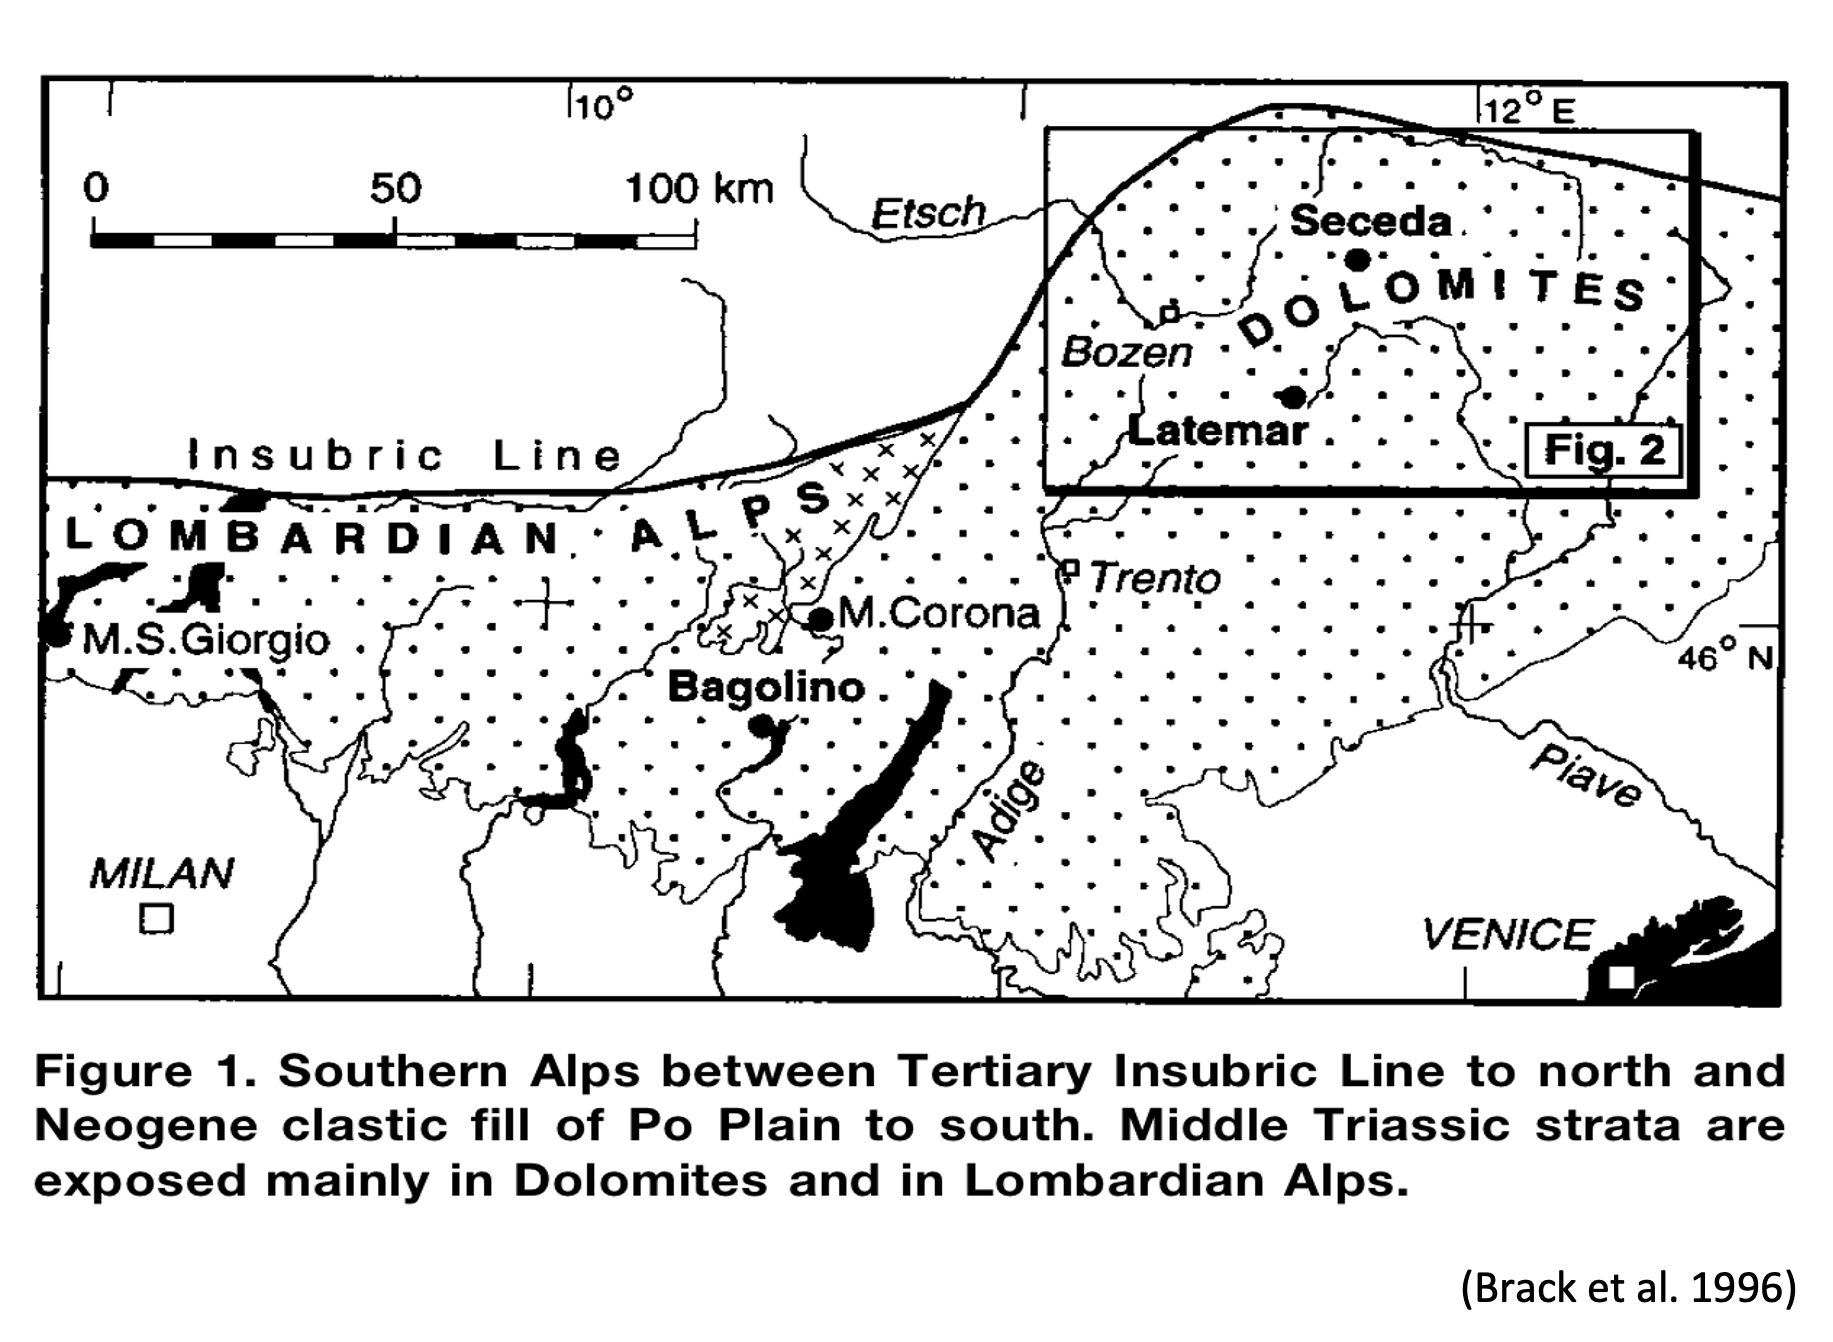 10°
12° E
0 50 100 km
Etsch
Seceda
DOLOMITES
Bozen
Latemar
Fig. 2
Insubric Line
LOMBARDIAN ALPS
Trento
M.Corona
M.S.Giorgio
46° N
Bagolino
Adige
Piave
MILAN
VENICE
Figure 1. Southern Alps between Tertiary Insubric Line to north and
Neogene clastic fill of Po Plain to south. Middle Triassic strata are
exposed mainly in Dolomites and in Lombardian Alps.
(Brack et al. 1996)